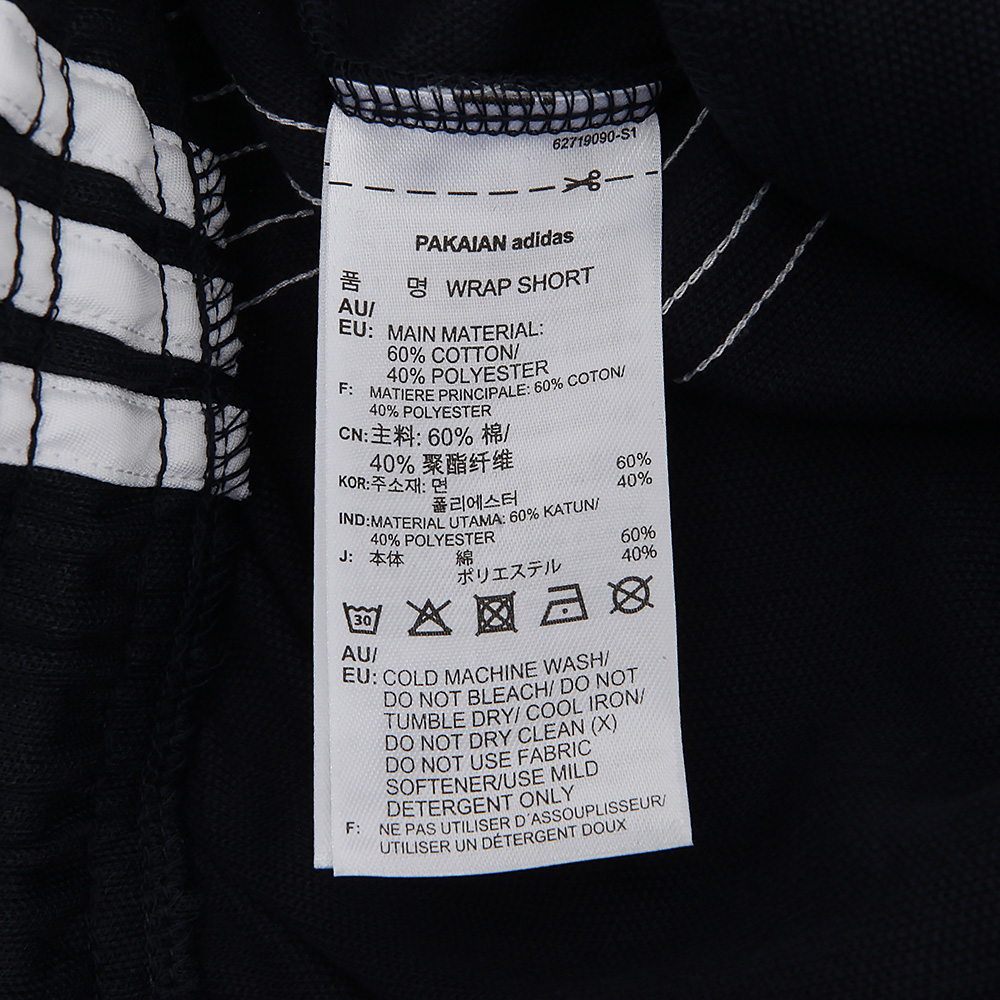 62719090-S1
PAKAIAN adidas
품 명 WRAP SHORT
AU/
EU: MAIN MATERIAL:
60% COTTON/
40% POLYESTER
F: MATIERE PRINCIPALE: 60% COTON/
40% POLYESTER
CN:主料: 60% 棉/
40% 聚酯纤维
KOR:주소재: 면 60%
폴리에스터 40%
IND:MATERIAL UTAMA: 60% KATUN/
40% POLYESTER
J: 本体 綿 60%
ポリエステル 40%
30
AU/
EU: COLD MACHINE WASH/
DO NOT BLEACH/ DO NOT
TUMBLE DRY/ COOL IRON/
DO NOT DRY CLEAN (X)
DO NOT USE FABRIC
SOFTENER/USE MILD
DETERGENT ONLY
F: NE PAS UTILISER D´ASSOUPLISSEUR/
UTILISER UN DÉTERGENT DOUX